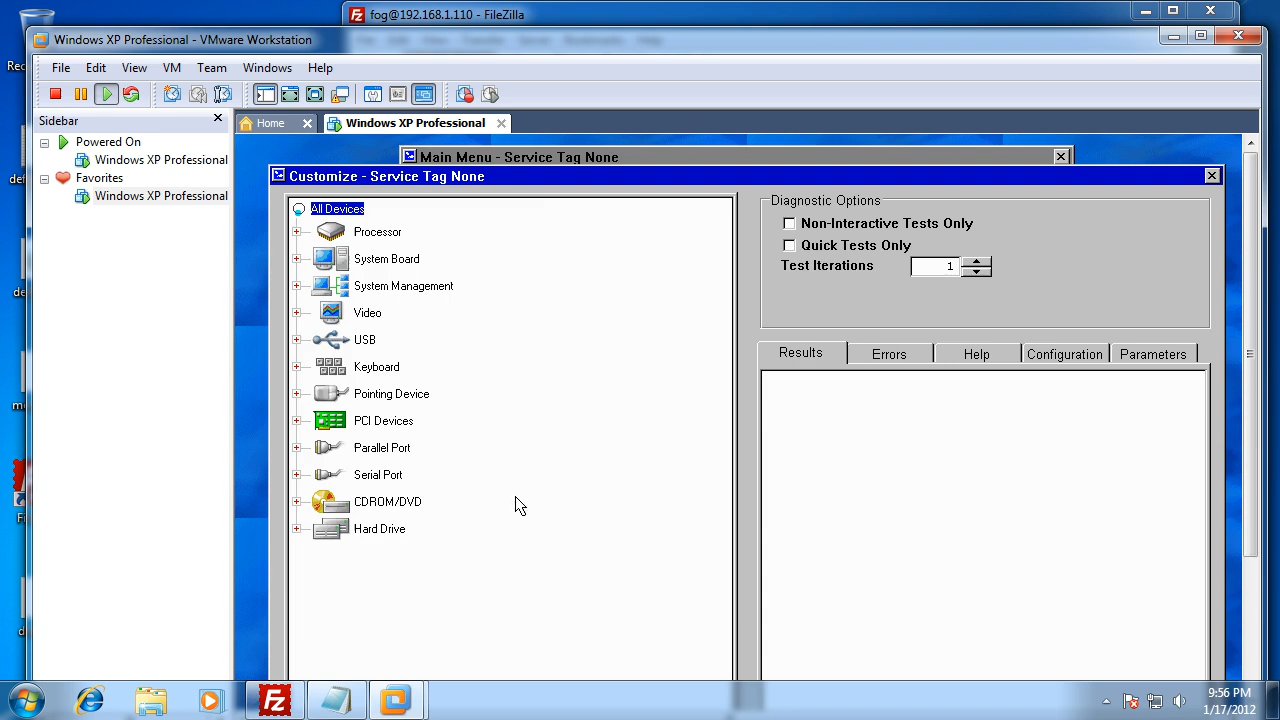 fog@192.168.1.110 - FileZilla
Windows XP Professional - VMware Workstation
File Edit View VM Team Windows Help
Sidebar
Home
Windows XP Professional
Powered On
Windows XP Professional
Favorites
Windows XP Professional
Main Menu - Service Tag None
Customize - Service Tag None
All Devices
Processor
System Board
System Management
Video
USB
Keyboard
Pointing Device
PCI Devices
Parallel Port
Serial Port
CDROM/DVD
Hard Drive
Diagnostic Options
Non-Interactive Tests Only
Quick Tests Only
Test Iterations 1
Results Errors Help Configuration Parameters
9:56 PM
1/17/2012